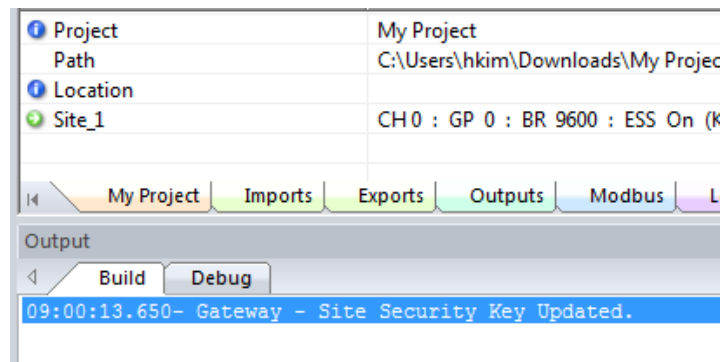 Project My Project
Path C:\Users\hkim\Downloads\My Projec
Location
Site_1 CH 0 : GP 0 : BR 9600 : ESS On (K
My Project Imports Exports Outputs Modbus L
Output
Build Debug
09:00:13.650- Gateway - Site Security Key Updated.